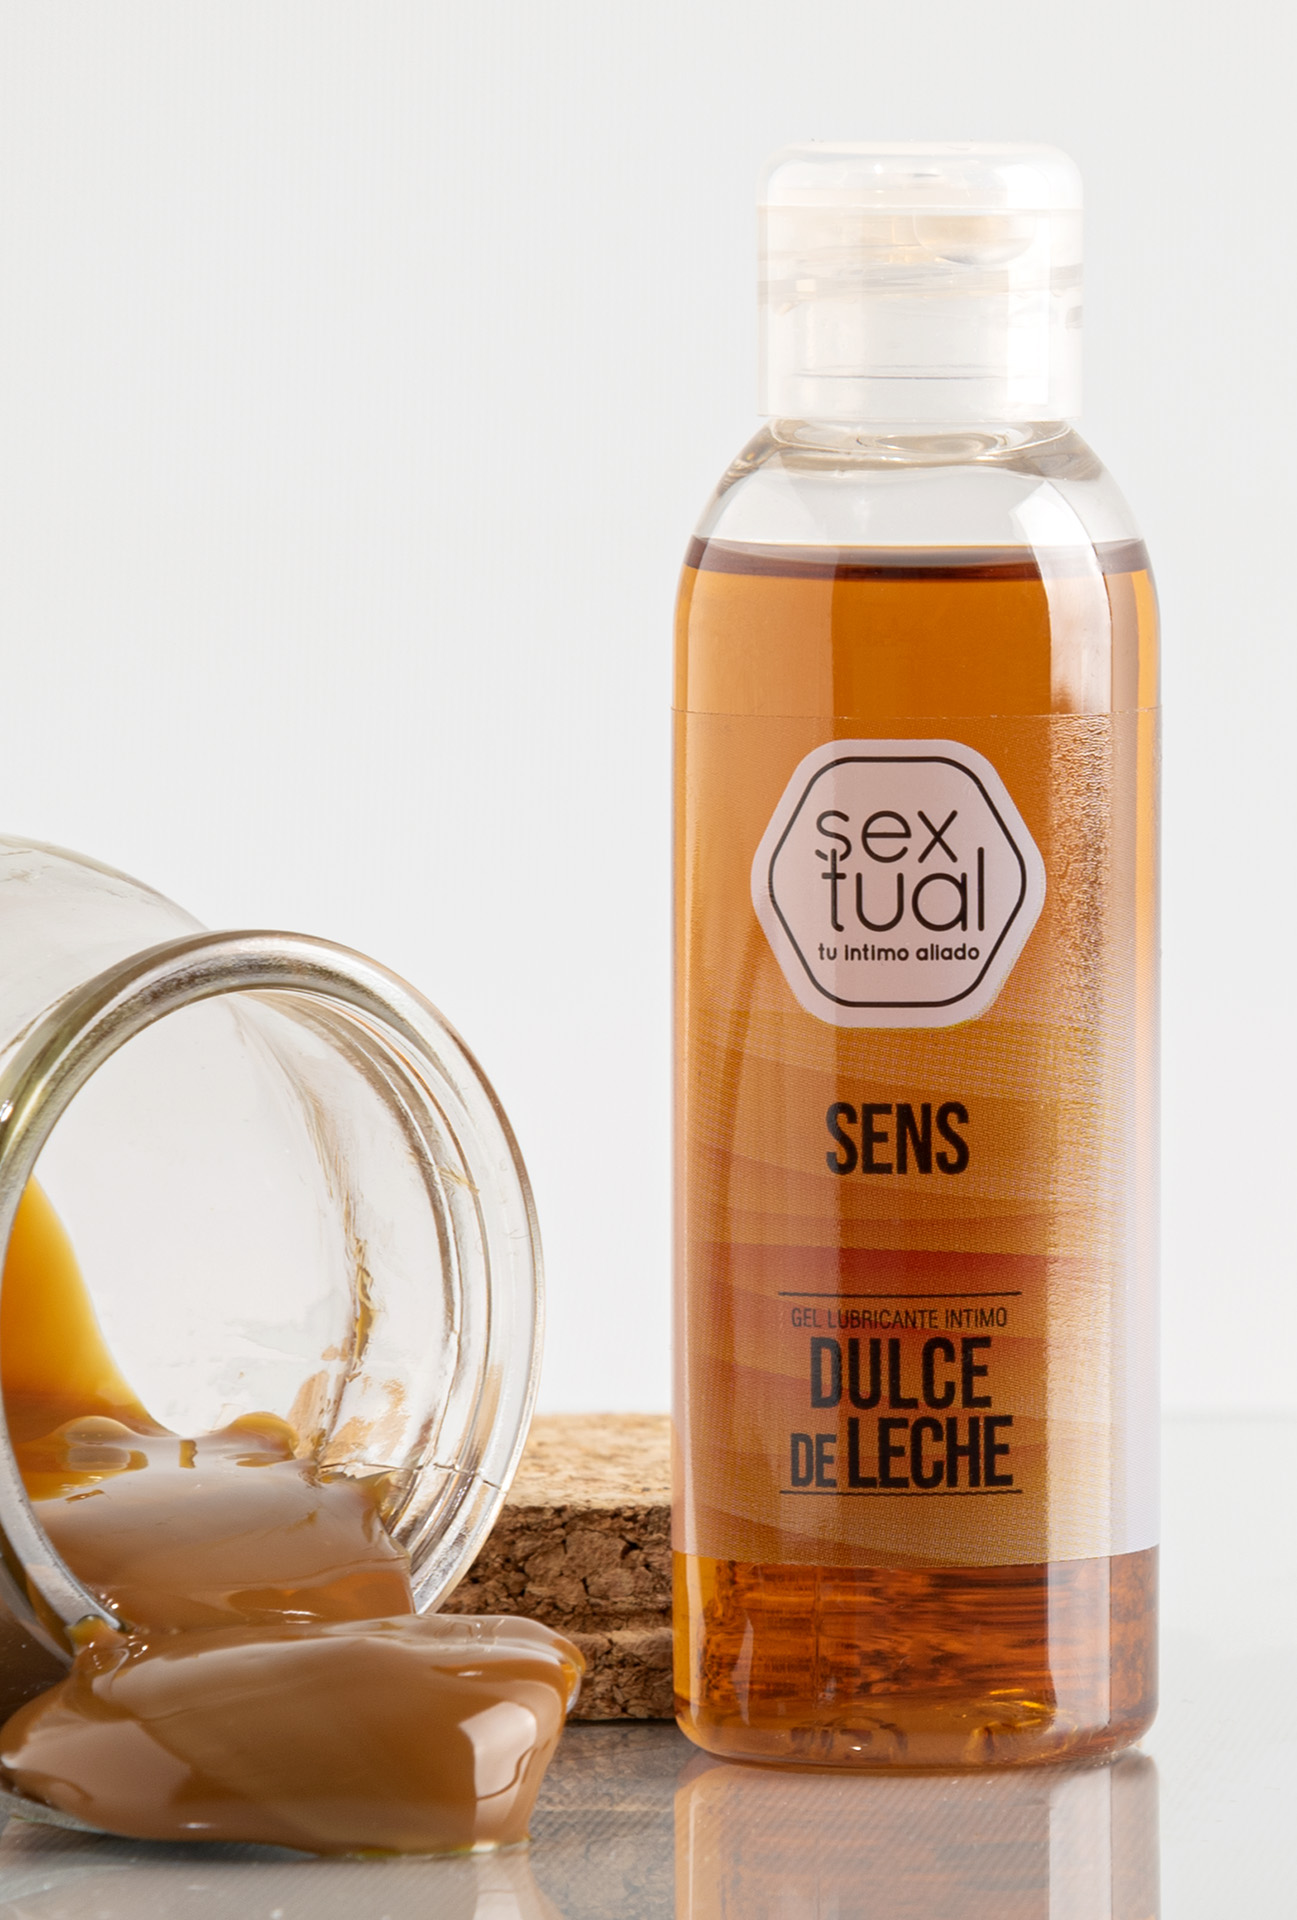 sex
tual
tu intimo aliado
SENS
GEL LUBRICANTE INTIMO
DULCE
DE LECHE